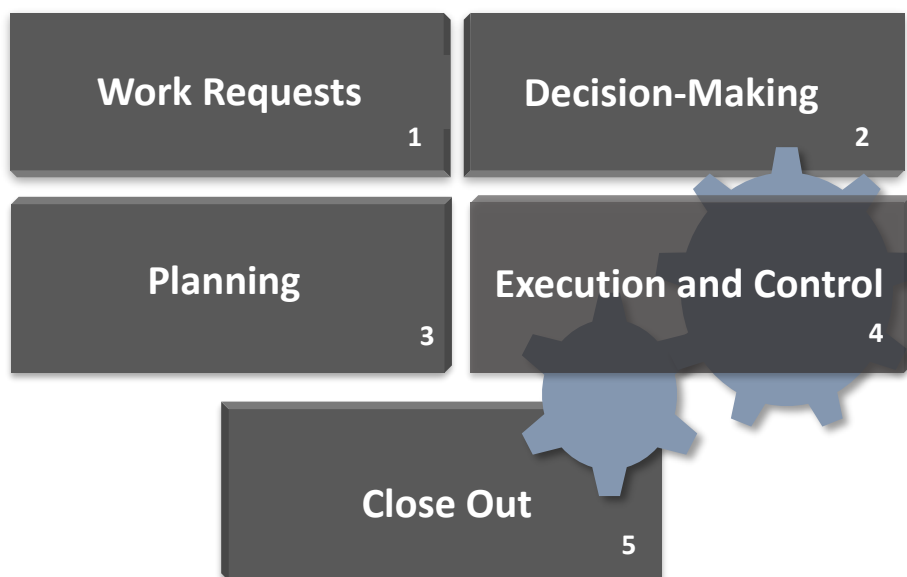 Work Requests
1
Decision-Making
2
Planning
3
Execution and Control
4
Close Out
5